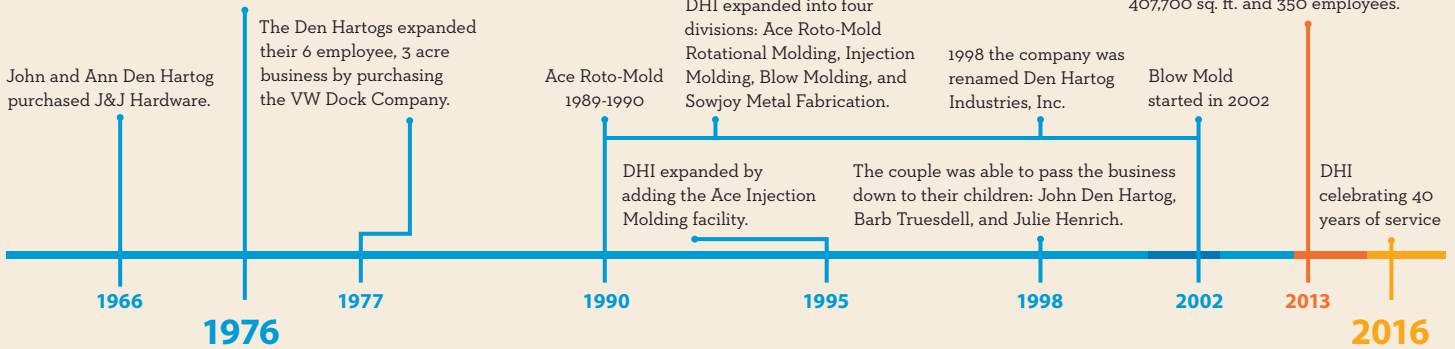 The Den Hartogs expanded
their 6 employee, 3 acre
business by purchasing
the VW Dock Company.
John and Ann Den Hartog
purchased J&J Hardware.
Ace Roto-Mold
1989-1990
DHI expanded into four
divisions: Ace Roto-Mold
Rotational Molding, Injection
Molding, Blow Molding, and
Sowjoy Metal Fabrication.
1998 the company was
renamed Den Hartog
Industries, Inc.
Blow Mold
started in 2002
407,700 sq. ft. and 350 employees.
DHI expanded by
adding the Ace Injection
Molding facility.
The couple was able to pass the business
down to their children: John Den Hartog,
Barb Truesdell, and Julie Henrich.
DHI
celebrating 40
years of service
1966
1976
1977
1990
1995
1998
2002
2013
2016